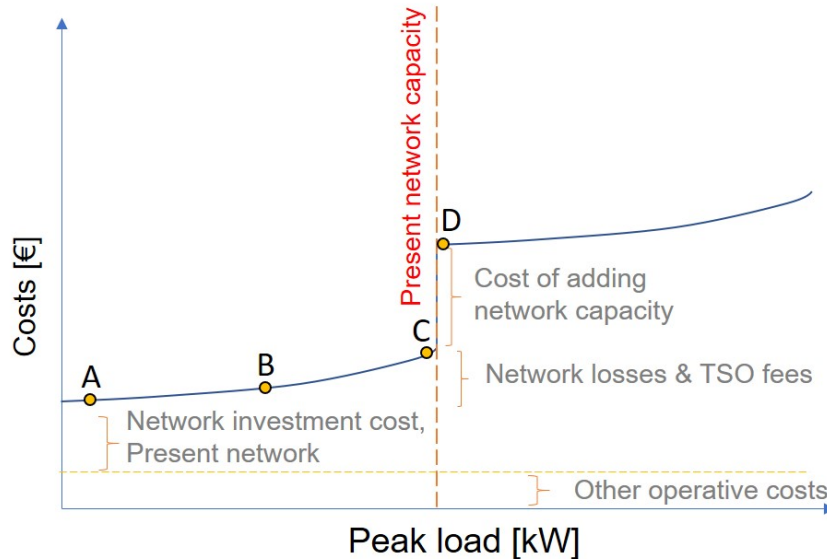 Present network capacity
D
Cost of adding
network capacity
Costs [€]
C
B
A
Network losses & TSO fees
Network investment cost,
Present network
Other operative costs
Peak load [kW]